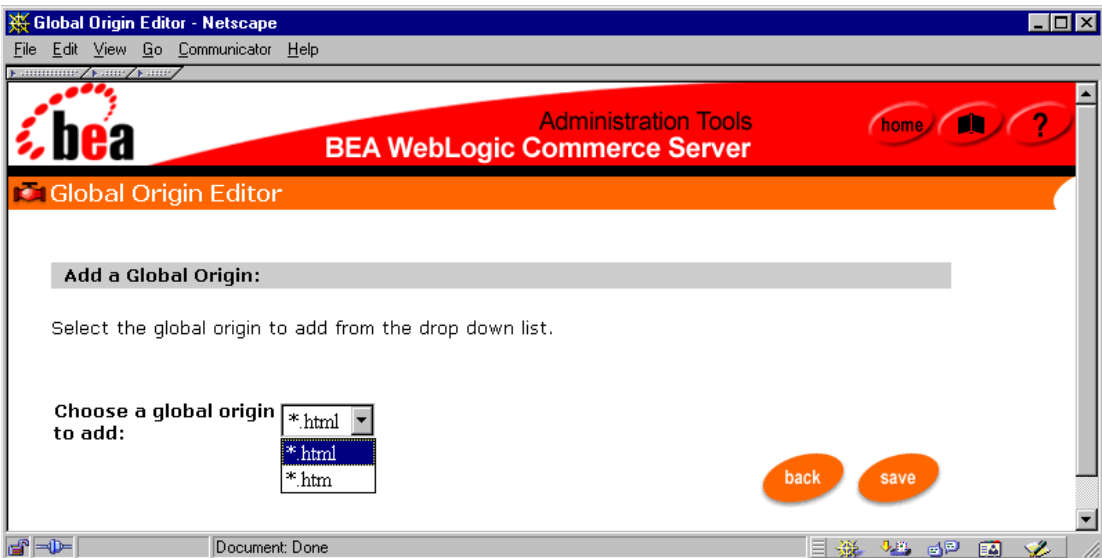 Global Origin Editor - Netscape
File Edit View Go Communicator Help
bea
Administration Tools
BEA WebLogic Commerce Server
home
?
Global Origin Editor
Add a Global Origin:
Select the global origin to add from the drop down list.
Choose a global origin
to add:
*.html
*.html
*.htm
back
save
Document: Done